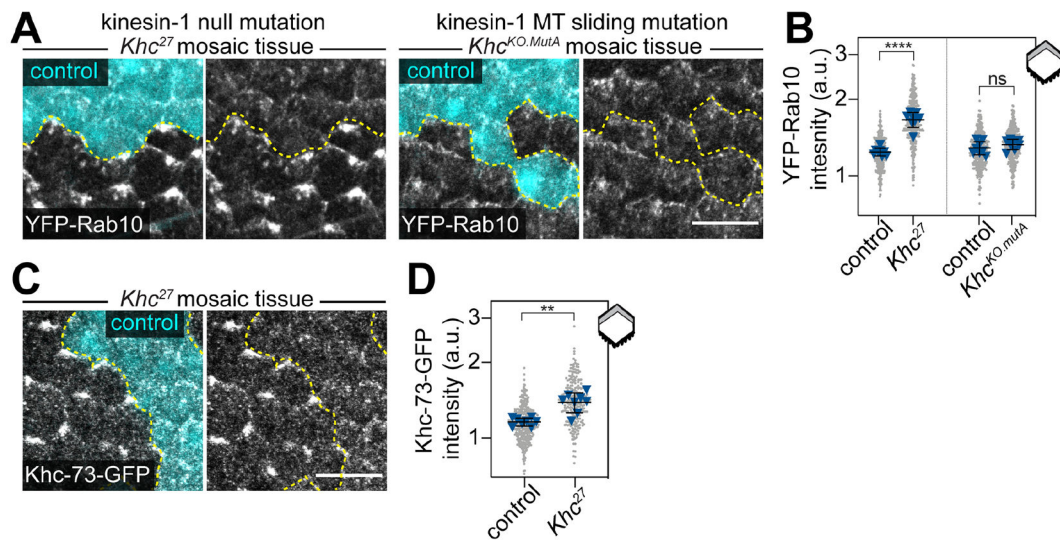 A
kinesin-1 null mutation
Khc27 mosaic tissue
control
YFP-Rab10
kinesin-1 MT sliding mutation
KhcKO.MutA mosaic tissue
control
YFP-Rab10
B
YFP-Rab10
intesnity (a.u.)
3
2
1
****
ns
control
Khc27
control
KhcKO.mutA
C
Khc27 mosaic tissue
control
Khc-73-GFP
D
Khc-73-GFP
intensity (a.u.)
3
2
1
**
control
Khc27